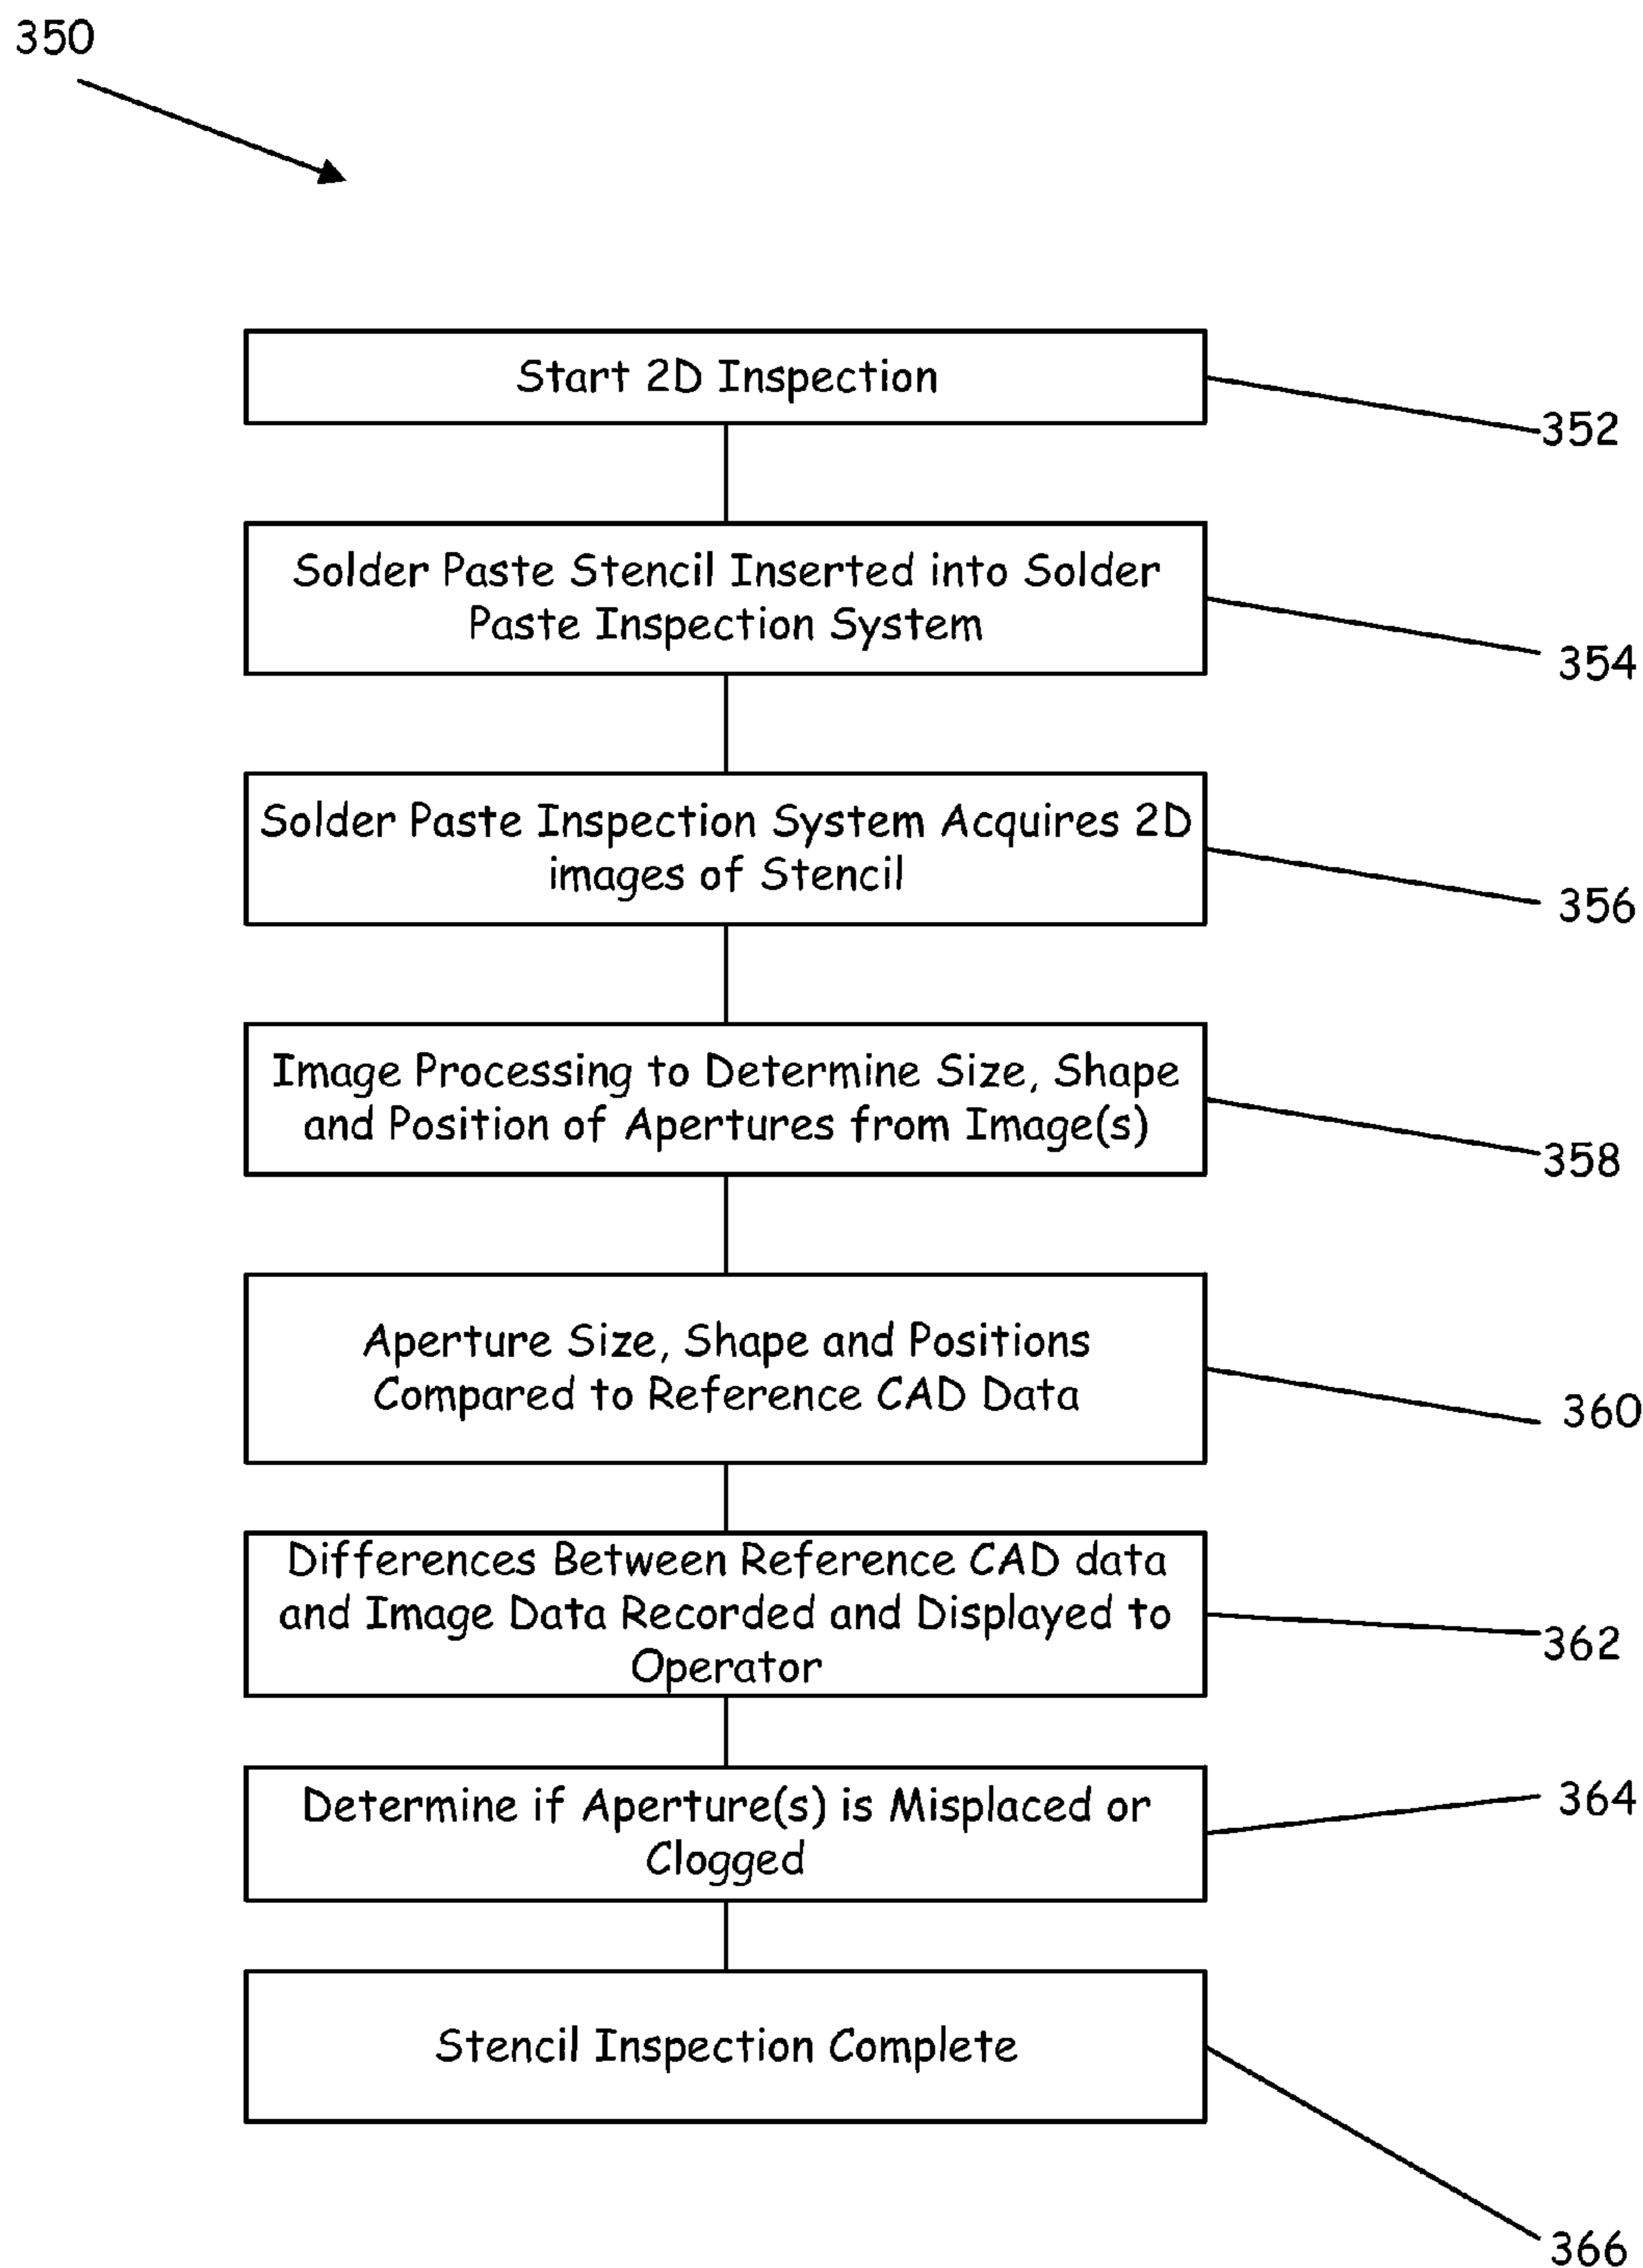 350
Start 2D Inspection
352
Solder Paste Stencil Inserted into Solder
Paste Inspection System
354
Solder Paste Inspection System Acquires 2D
images of Stencil
356
Image Processing to Determine Size, Shape
and Position of Apertures from Image(s)
358
Aperture Size, Shape and Positions
Compared to Reference CAD Data
360
Differences Between Reference CAD data
and Image Data Recorded and Displayed to
Operator
362
Determine if Aperture(s) is Misplaced or
Clogged
364
Stencil Inspection Complete
366